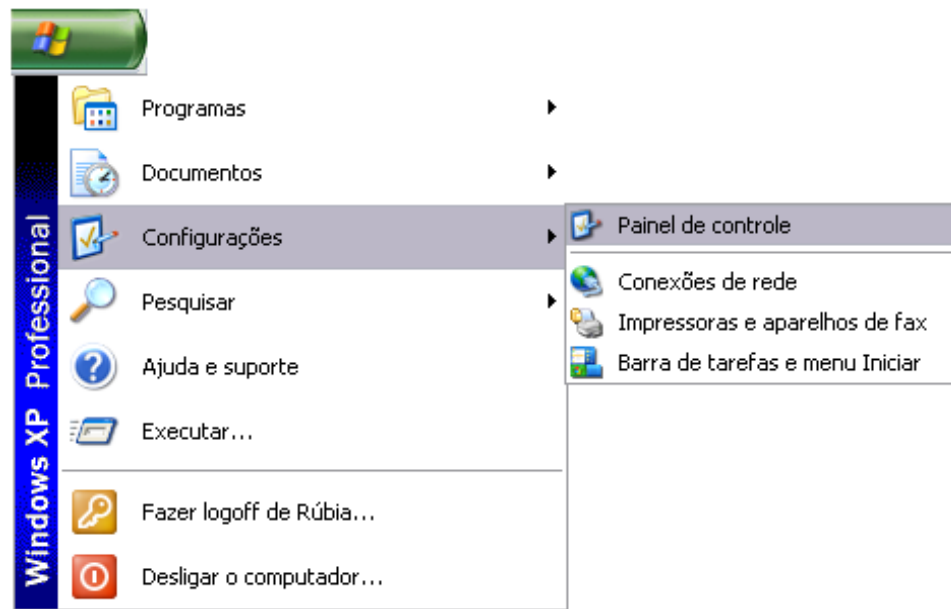 Programas
Documentos
Configurações
Painel de controle
Conexões de rede
Impressoras e aparelhos de fax
Barra de tarefas e menu Iniciar
Pesquisar
Ajuda e suporte
Executar...
Fazer logoff de Rúbia...
Desligar o computador...
Windows XP Professional